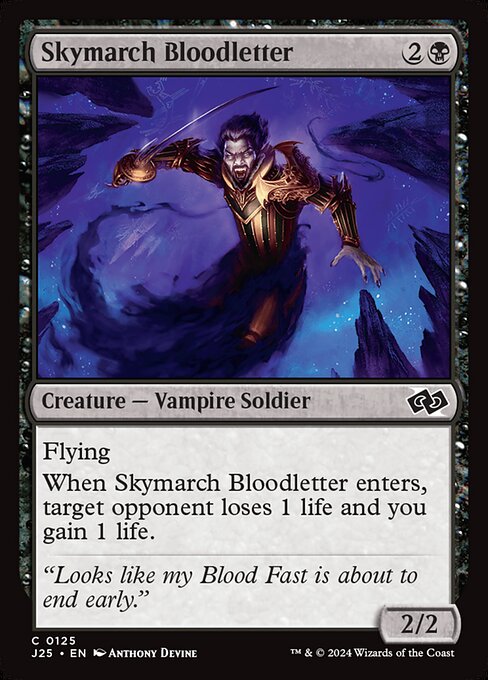 Skymarch Bloodletter 2
Creature — Vampire Soldier
Flying
When Skymarch Bloodletter enters,
target opponent loses 1 life and you
gain 1 life.
“Looks like my Blood Fast is about to
end early.”
2/2
C 0125
J25 • EN Anthony Devine
™ & © 2024 Wizards of the Coast